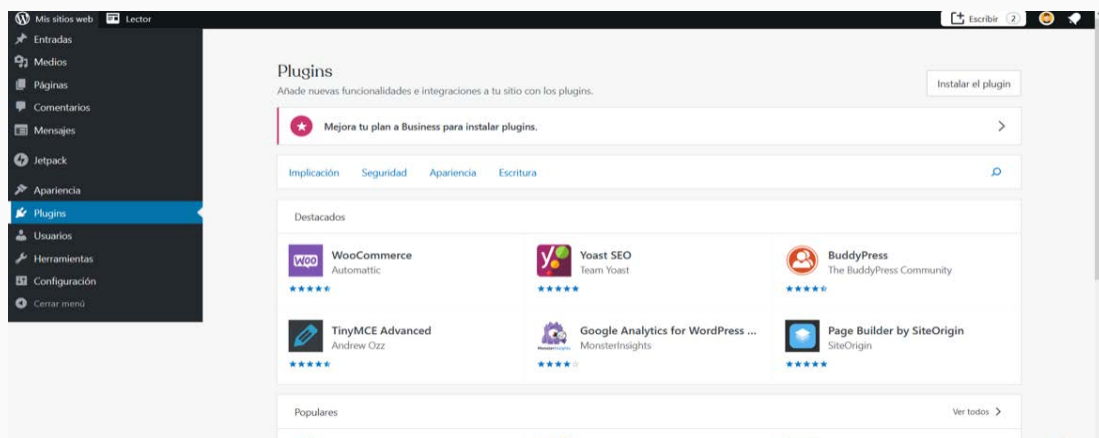 Mis sitios web Lector Escribir 2
Entradas
Medios
Páginas
Comentarios
Mensajes
Jetpack
Apariencia
Plugins
Usuarios
Herramientas
Configuración
Cerrar menú
Plugins
Añade nuevas funcionalidades e integraciones a tu sitio con los plugins.
Instalar el plugin
Mejora tu plan a Business para instalar plugins.
Implicación Seguridad Apariencia Escritura
Destacados
WOO
WooCommerce
Automattic
Yoast SEO
Team Yoast
BuddyPress
The BuddyPress Community
TinyMCE Advanced
Andrew Ozz
Google Analytics for WordPress ...
MonsterInsights
Page Builder by SiteOrigin
SiteOrigin
Populares Ver todos